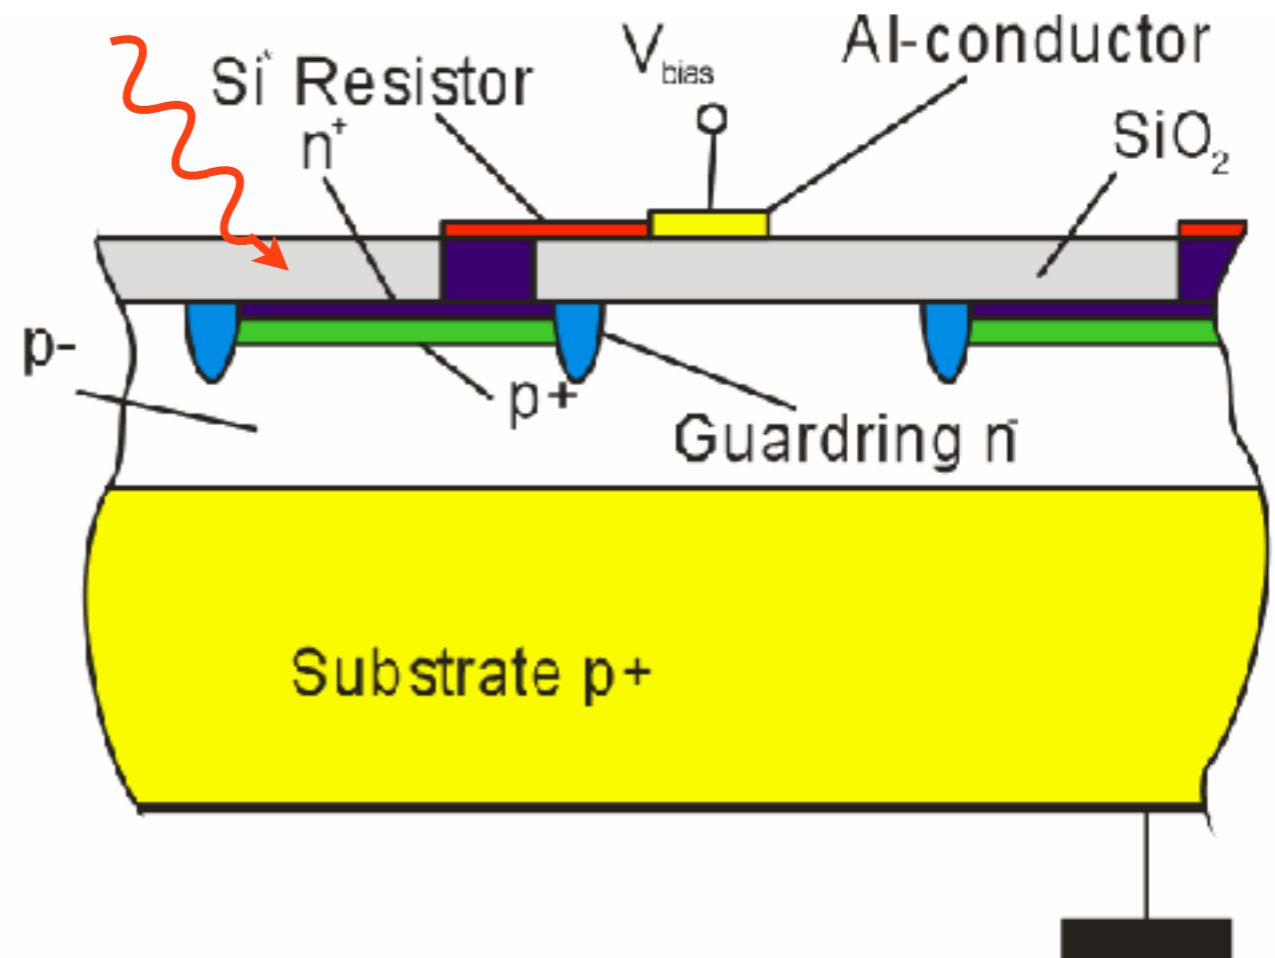 Si* Resistor
V bias
Al-conductor
n+
SiO2
p-
p+
Guardring n-
Substrate p+